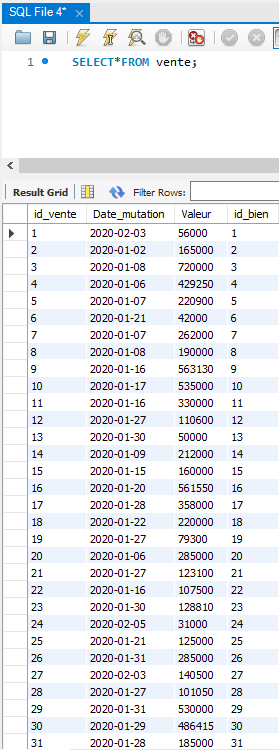 SQL File 4*
1 SELECT*FROM vente;
Result Grid Filter Rows:
id_vente Date_mutation Valeur id_bien
1 2020-02-03 56000 1
2 2020-01-02 165000 2
3 2020-01-08 720000 3
4 2020-01-06 429250 4
5 2020-01-07 220900 5
6 2020-01-21 42000 6
7 2020-01-07 262000 7
8 2020-01-08 190000 8
9 2020-01-16 563130 9
10 2020-01-17 535000 10
11 2020-01-16 330000 11
12 2020-01-27 110600 12
13 2020-01-30 50000 13
14 2020-01-09 212000 14
15 2020-01-15 160000 15
16 2020-01-20 561550 16
17 2020-01-28 358000 17
18 2020-01-22 220000 18
19 2020-01-27 79300 19
20 2020-01-06 285000 20
21 2020-01-27 123100 21
22 2020-01-16 107500 22
23 2020-01-30 128810 23
24 2020-02-05 31000 24
25 2020-01-21 125000 25
26 2020-01-31 285000 26
27 2020-02-03 140500 27
28 2020-01-27 101050 28
29 2020-01-31 530000 29
30 2020-01-29 486415 30
31 2020-01-28 185000 31